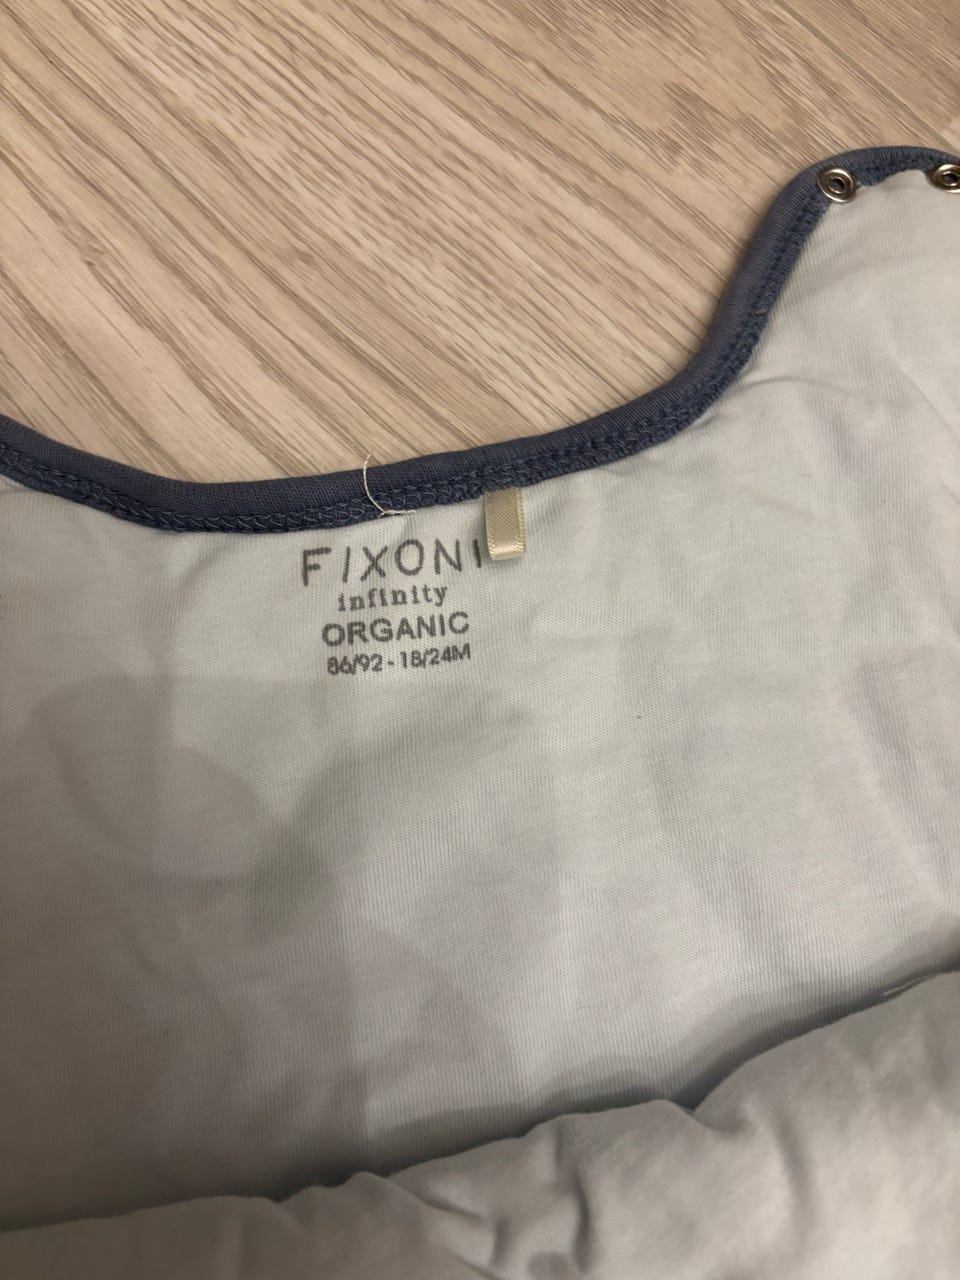 FIXONI
infinity
ORGANIC
86/92 - 18/24M